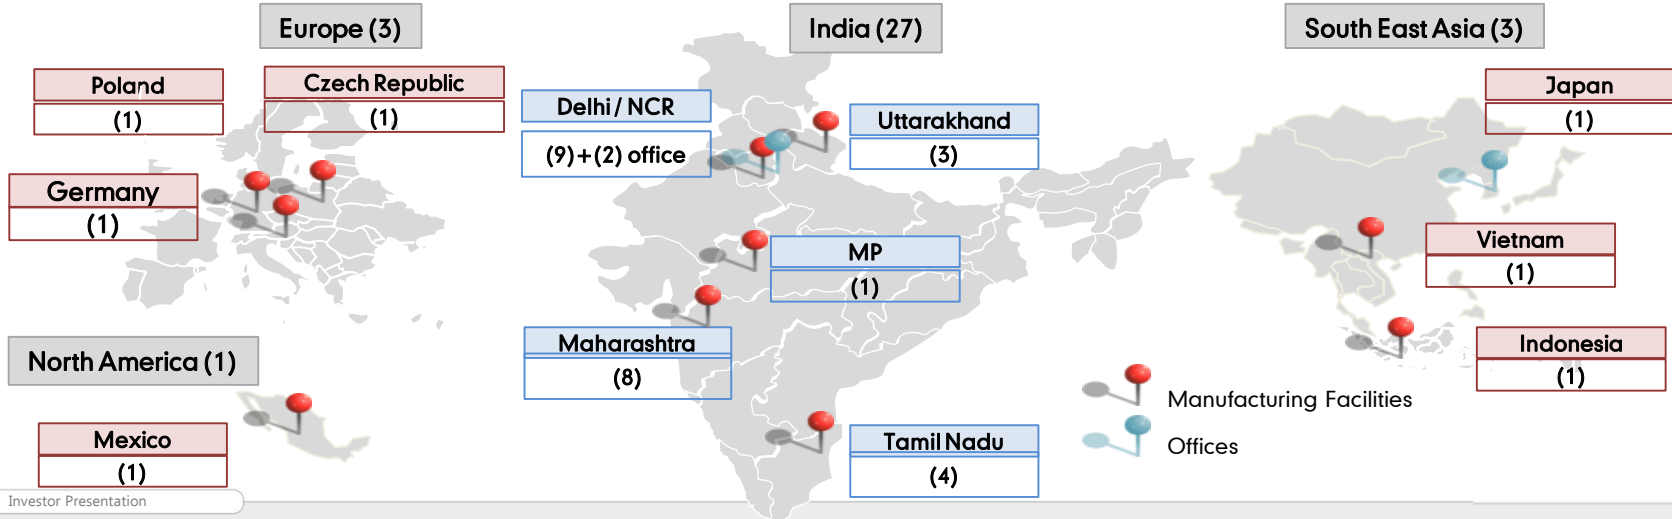 Europe (3)
Poland
(1)
Czech Republic
(1)
Germany
(1)
North America (1)
Mexico
(1)
India (27)
Delhi / NCR
(9)+(2) office
Uttarakhand
(3)
MP
(1)
Maharashtra
(8)
Tamil Nadu
(4)
South East Asia (3)
Japan
(1)
Vietnam
(1)
Indonesia
(1)
Manufacturing Facilities
Offices
Investor Presentation